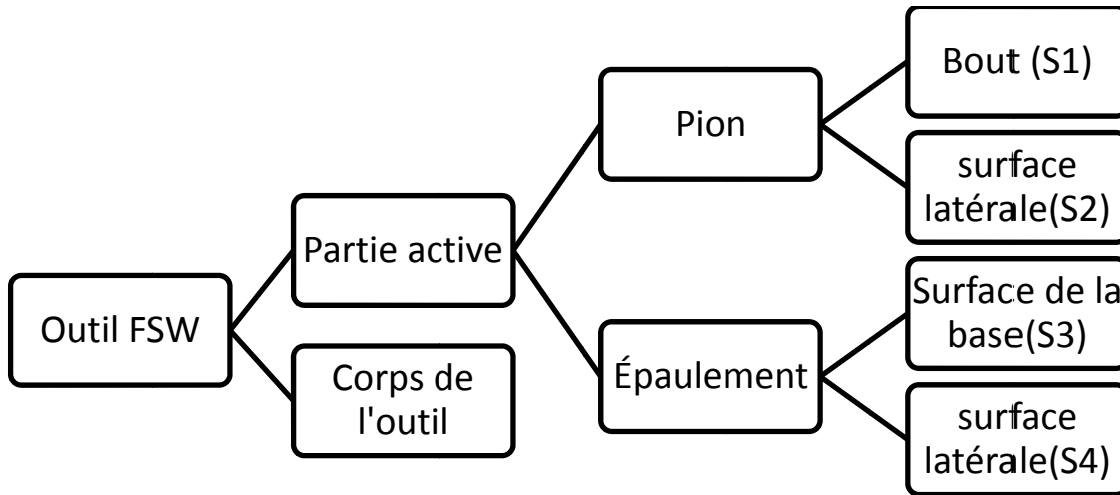 Outil FSW
Partie active
Corps de
l'outil
Pion
Épaulement
Bout (S1)
surface
latérale(S2)
Surface de la
base(S3)
surface
latérale(S4)